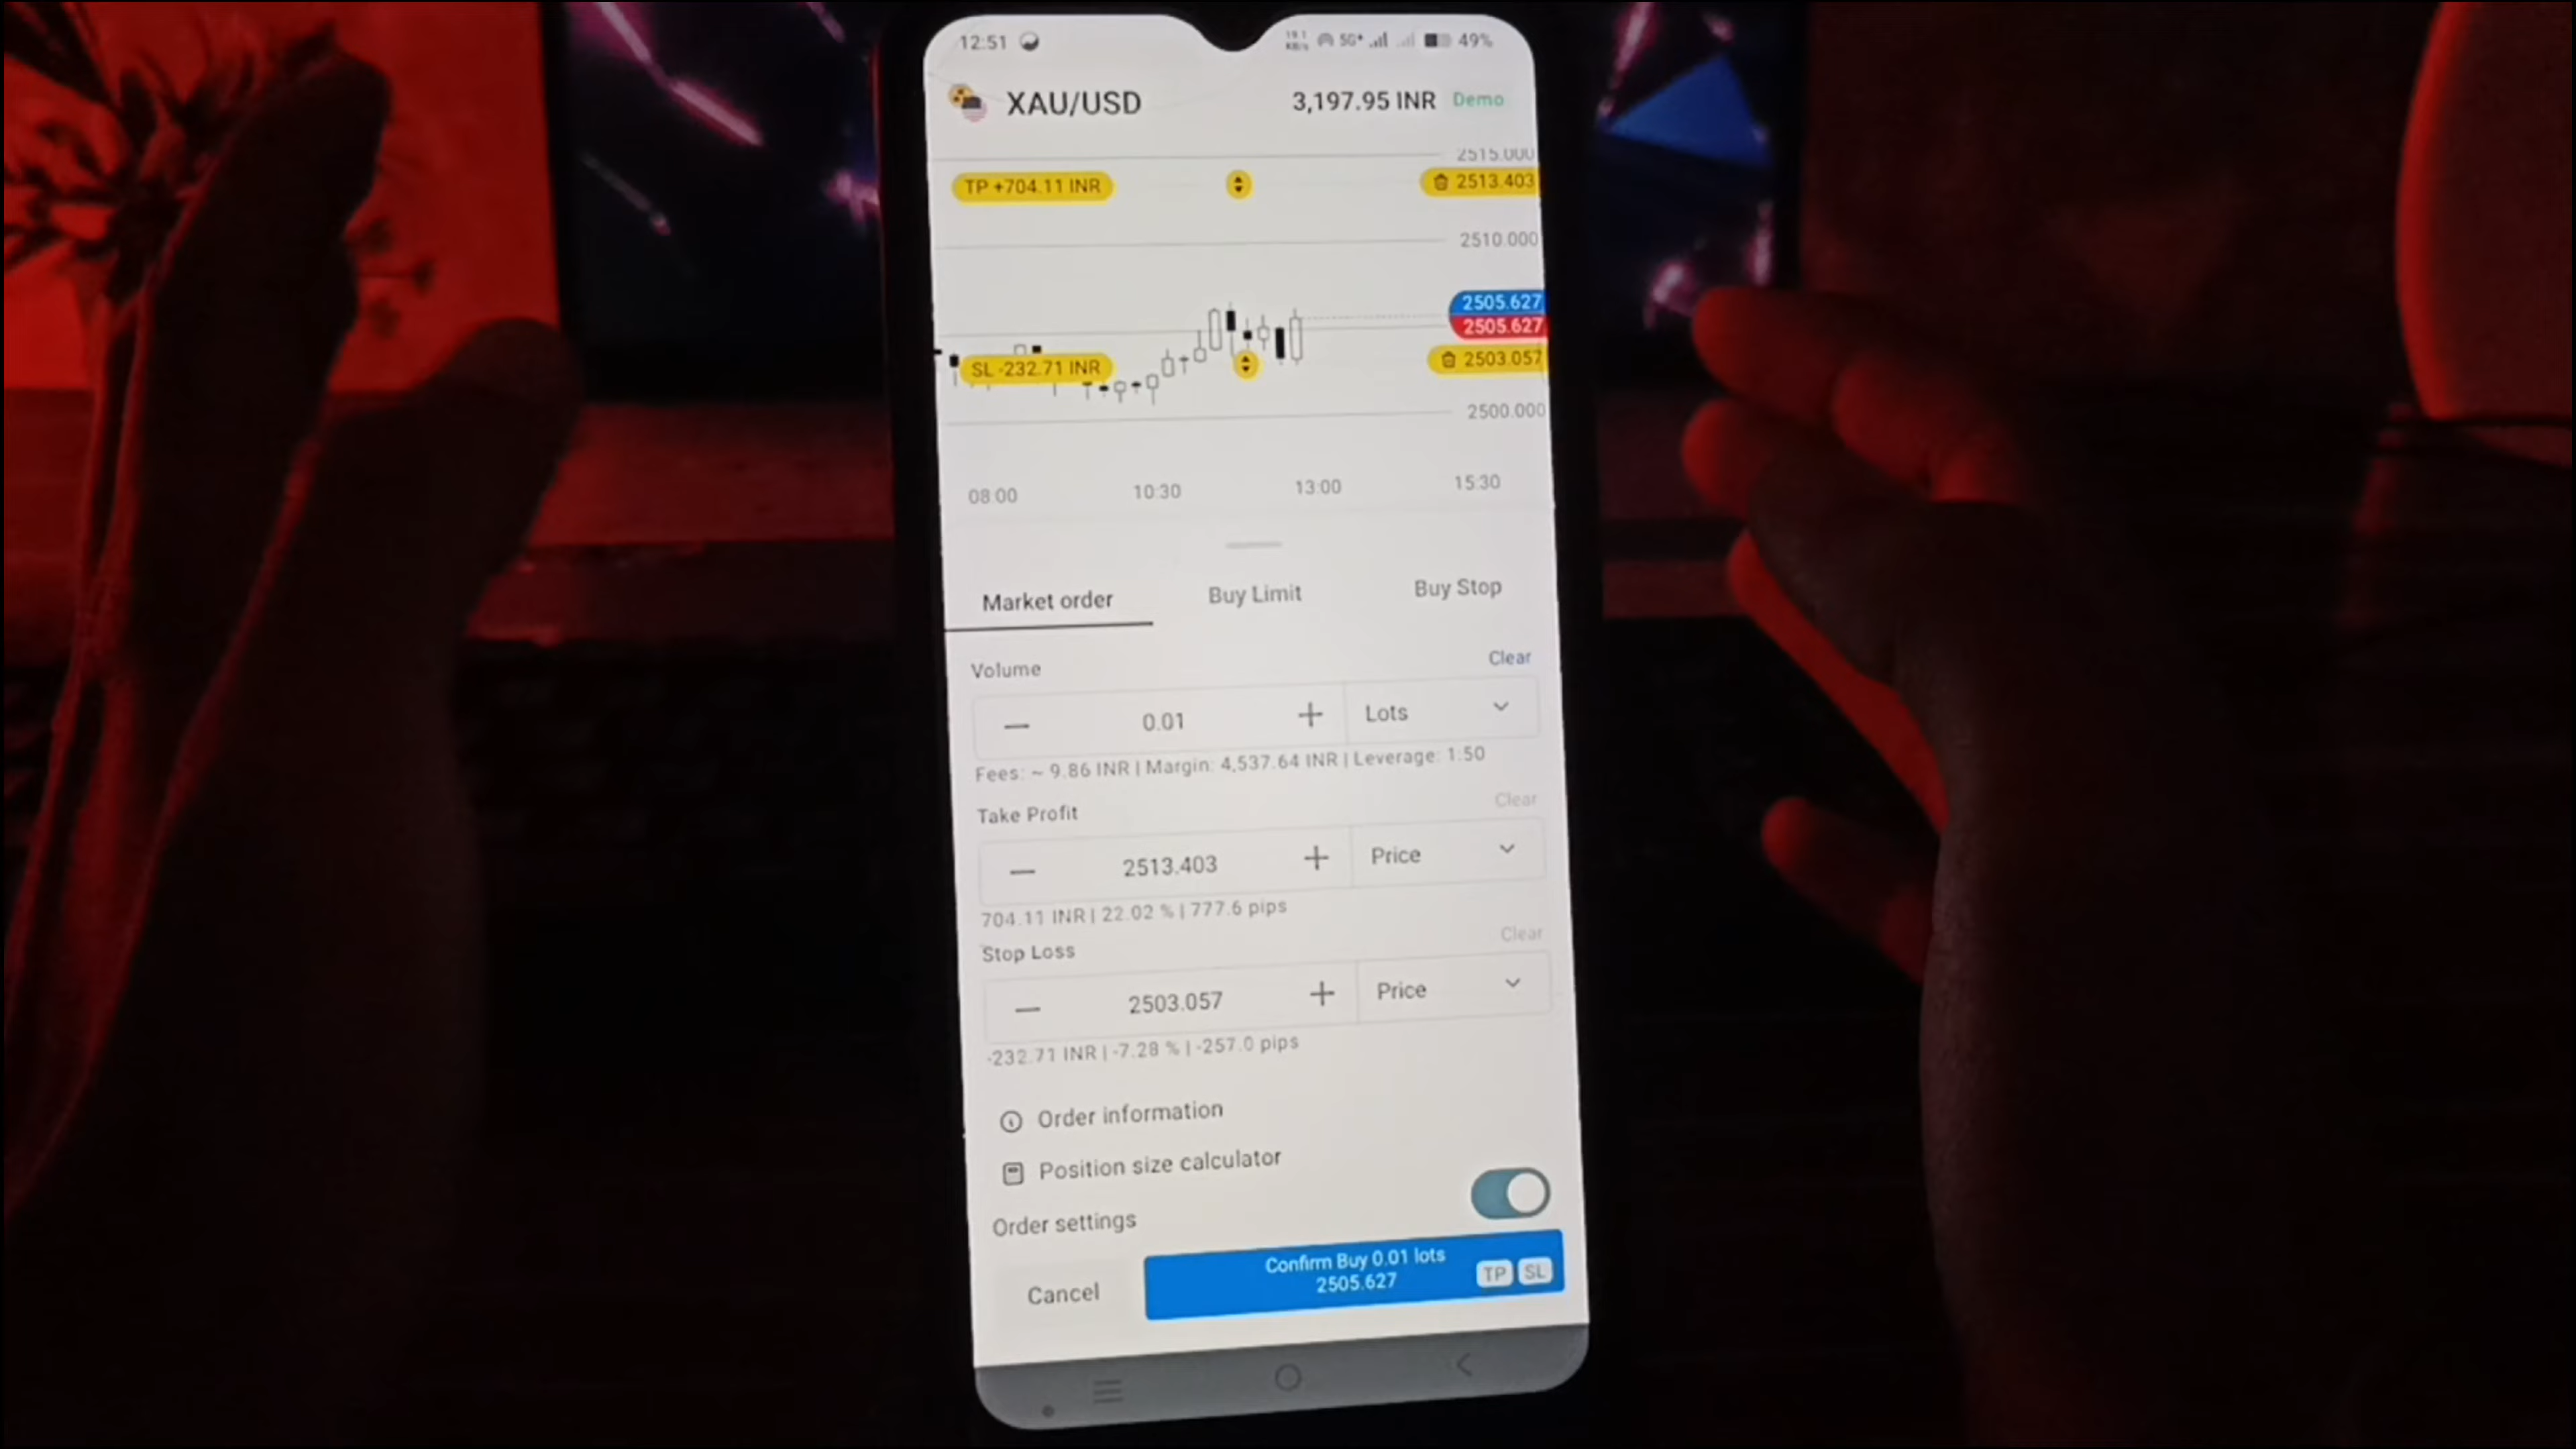 12:51 19.1 KB/s 5G+ 49%
XAU/USD 3,197.95 INR Demo
2515.000
TP +704.11 INR 2513.403
2510.000
2505.627
2505.627
SL -232.71 INR 2503.057
2500.000
08:00 10:30 13:00 15:30
Market order Buy Limit Buy Stop
Volume Clear
0.01 Lots
Fees: ~ 9.86 INR | Margin: 4,537.64 INR | Leverage: 1:50
Take Profit Clear
2513.403 Price
704.11 INR | 22.02 % | 777.6 pips
Stop Loss Clear
2503.057 Price
-232.71 INR | -7.28 % | -257.0 pips
Order information
Position size calculator
Order settings
Cancel Confirm Buy 0.01 lots
2505.627 TP SL